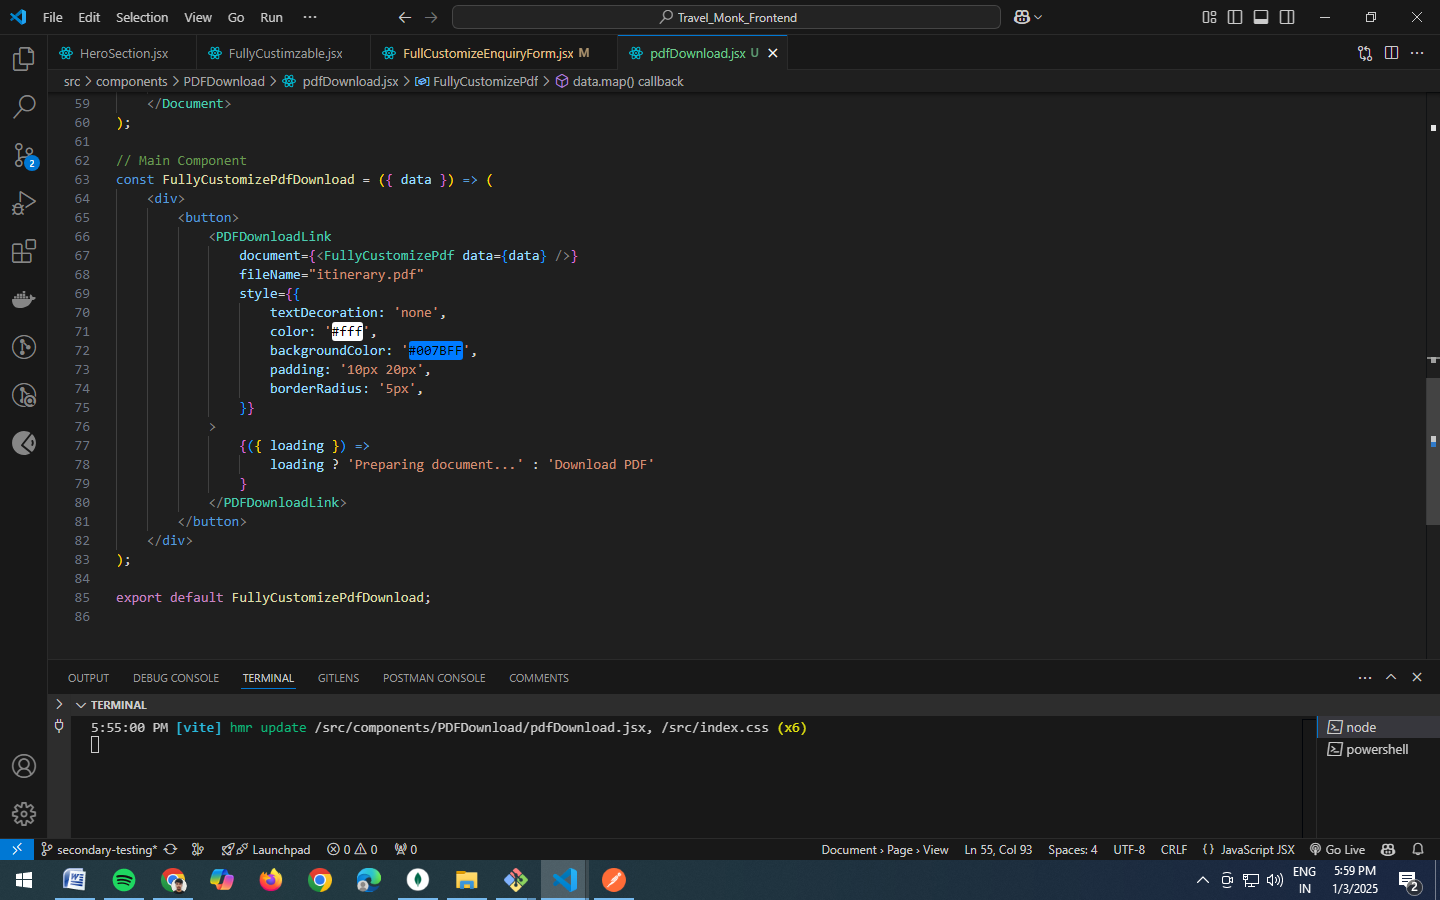 File Edit Selection View Go Run ··· Travel_Monk_Frontend
HeroSection.jsx FullyCustimzable.jsx FullCustomizeEnquiryForm.jsx M pdfDownload.jsx U
src > components > PDFDownload > pdfDownload.jsx > FullyCustomizePdf > data.map() callback
59 </Document>
60 );
61
62 // Main Component
63 const FullyCustomizePdfDownload = ({ data }) => (
64 <div>
65 <button>
66 <PDFDownloadLink
67 document={<FullyCustomizePdf data={data} />}
68 fileName="itinerary.pdf"
69 style={{
70 textDecoration: 'none',
71 color: '#fff',
72 backgroundColor: '#007BFF',
73 padding: '10px 20px',
74 borderRadius: '5px',
75 }}
76 >
77 {({ loading }) =>
78 loading ? 'Preparing document...' : 'Download PDF'
79 }
80 </PDFDownloadLink>
81 </button>
82 </div>
83 );
84
85 export default FullyCustomizePdfDownload;
86
OUTPUT DEBUG CONSOLE TERMINAL GITLENS POSTMAN CONSOLE COMMENTS
TERMINAL
5:55:00 PM [vite] hmr update /src/components/PDFDownload/pdfDownload.jsx, /src/index.css (x6)
node
powershell
2
secondary-testing* Launchpad 0 0 0 Document › Page › View Ln 55, Col 93 Spaces: 4 UTF-8 CRLF {} JavaScript JSX Go Live
ENG
IN
5:59 PM
1/3/2025
2